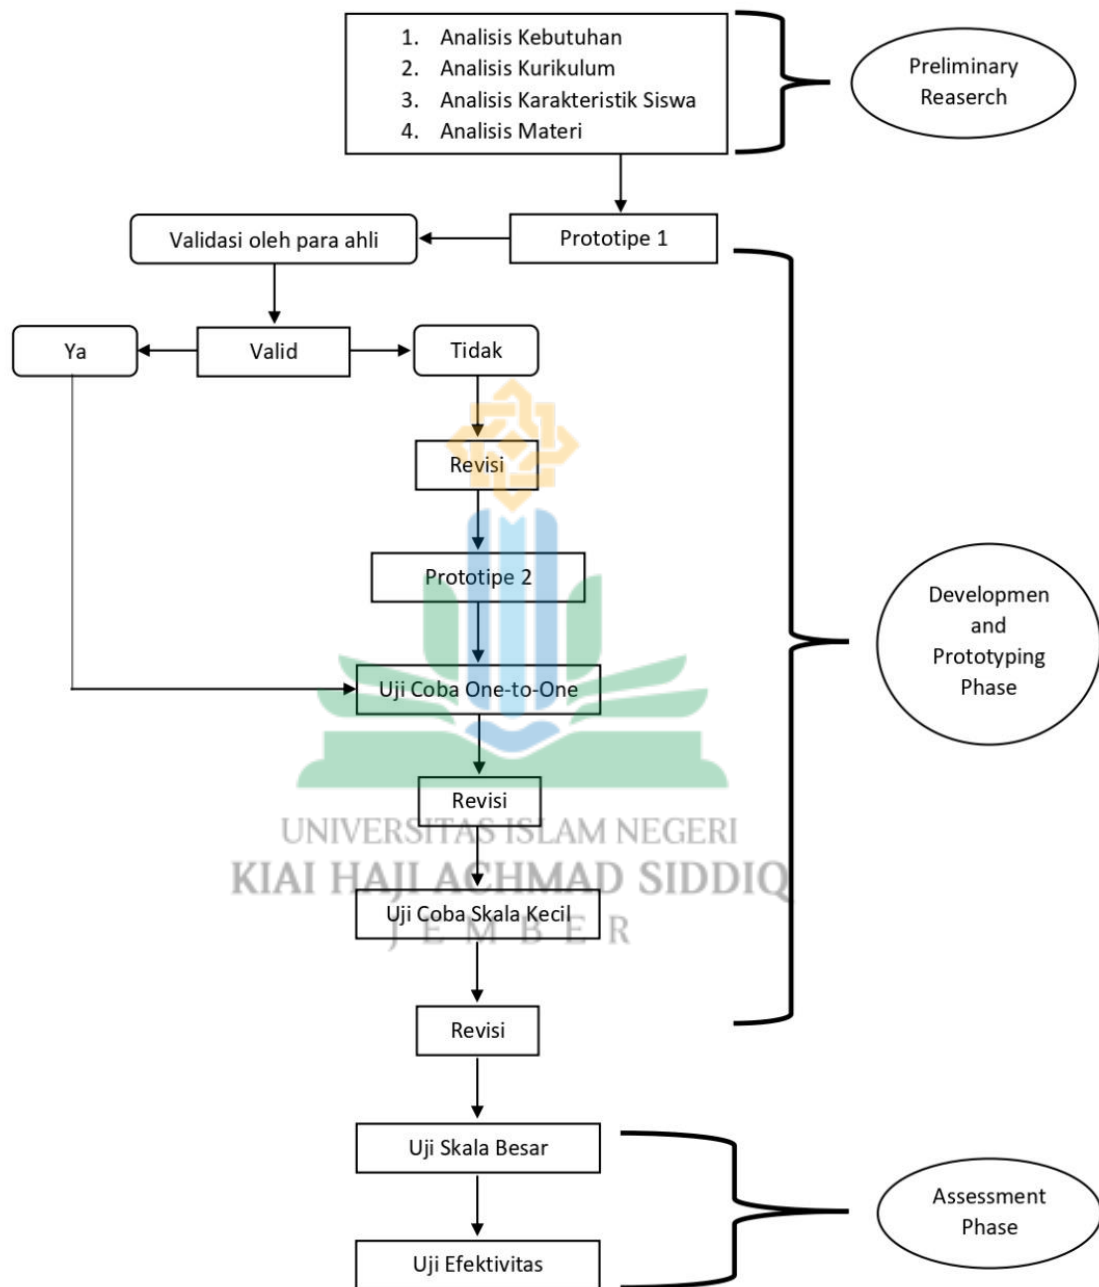 1. Analisis Kebutuhan
2. Analisis Kurikulum
3. Analisis Karakteristik Siswa
4. Analisis Materi
Preliminary
Reaserch
Validasi oleh para ahli
Prototipe 1
Ya
Valid
Tidak
Revisi
Prototipe 2
Developmen
and
Prototyping
Phase
Uji Coba One-to-One
Revisi
UNIVERSITAS ISLAM NEGERI
KIAI HAJI ACHMAD SIDDIQ
Uji Coba Skala Kecil
JEMBER
Revisi
Uji Skala Besar
Assessment
Phase
Uji Efektivitas